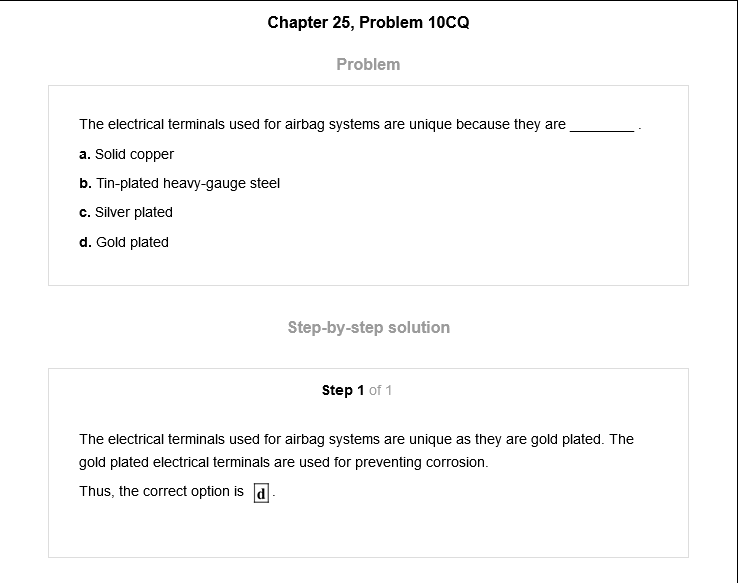 Chapter 25, Problem 10CQ
Problem
The electrical terminals used for airbag systems are unique because they are ________ .
a. Solid copper
b. Tin-plated heavy-gauge steel
c. Silver plated
d. Gold plated
Step-by-step solution
Step 1 of 1
The electrical terminals used for airbag systems are unique as they are gold plated. The
gold plated electrical terminals are used for preventing corrosion.
Thus, the correct option is d .